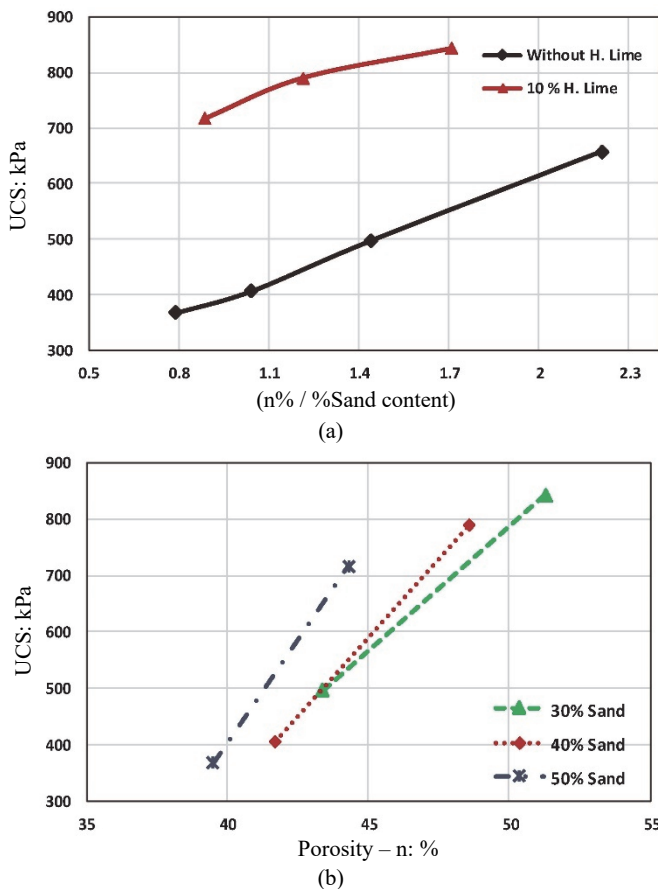 900
800
700
600
500
400
300
UCS: kPa
Without H. Lime
10 % H. Lime
0.5 0.8 1.1 1.4 1.7 2 2.3
(n% / %Sand content)
(a)
900
800
700
600
500
400
300
UCS: kPa
30% Sand
40% Sand
50% Sand
35 40 45 50 55
Porosity – n: %
(b)